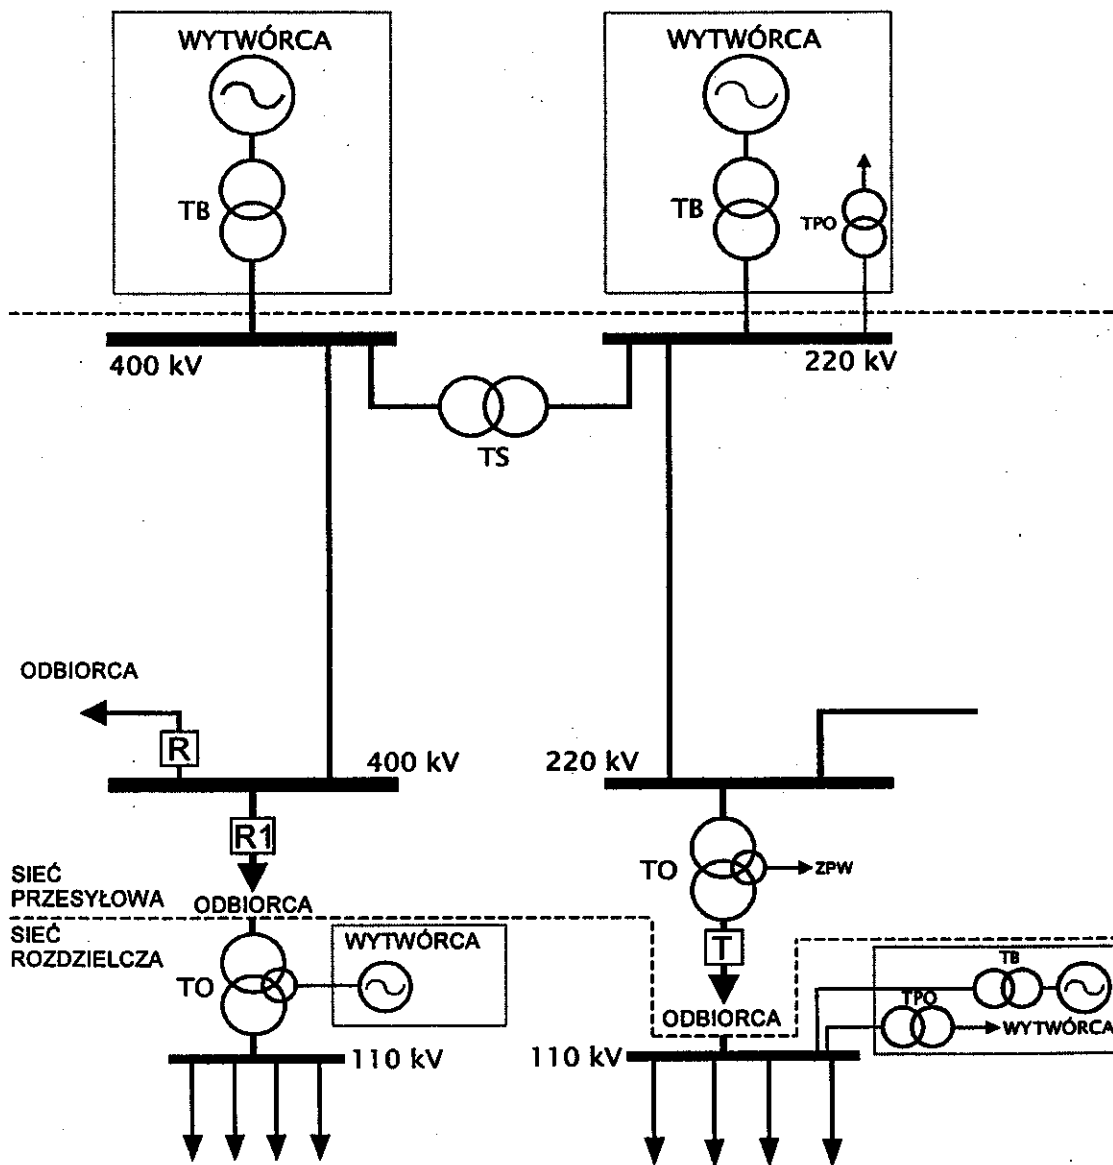 WYTWÓRCA
WYTWÓRCA
TB
TB
TPO
400 kV
220 kV
TS
ODBIORCA
R
400 kV
220 kV
R1
TO
ZPW
SIEĆ
PRZESYŁOWA
ODBIORCA
SIEĆ
ROZDZIELCZA
WYTWÓRCA
T
TO
TB
TPO
ODBIORCA
WYTWÓRCA
110 kV
110 kV